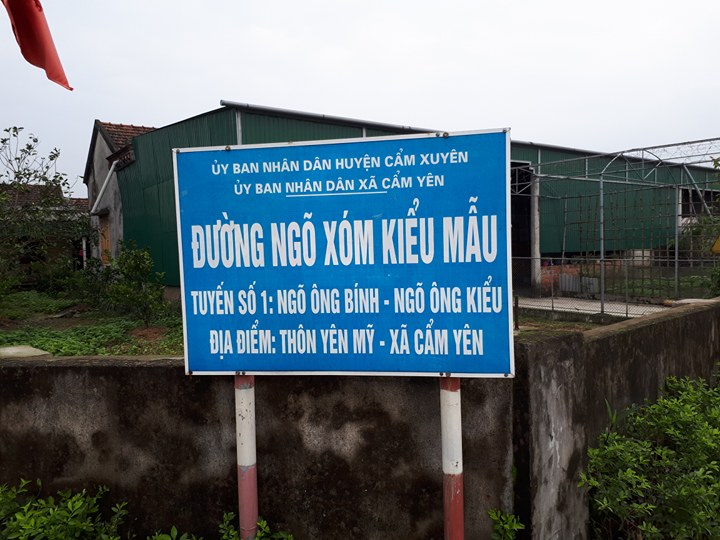 ỦY BAN NHÂN DÂN HUYỆN CẨM XUYÊN
ỦY BAN NHÂN DÂN XÃ CẨM YÊN
ĐƯỜNG NGÕ XÓM KIỂU MẪU
TUYẾN SỐ 1: NGÕ ÔNG BÍNH - NGÕ ÔNG KIỂU
ĐỊA ĐIỂM: THÔN YÊN MỸ - XÃ CẨM YÊN